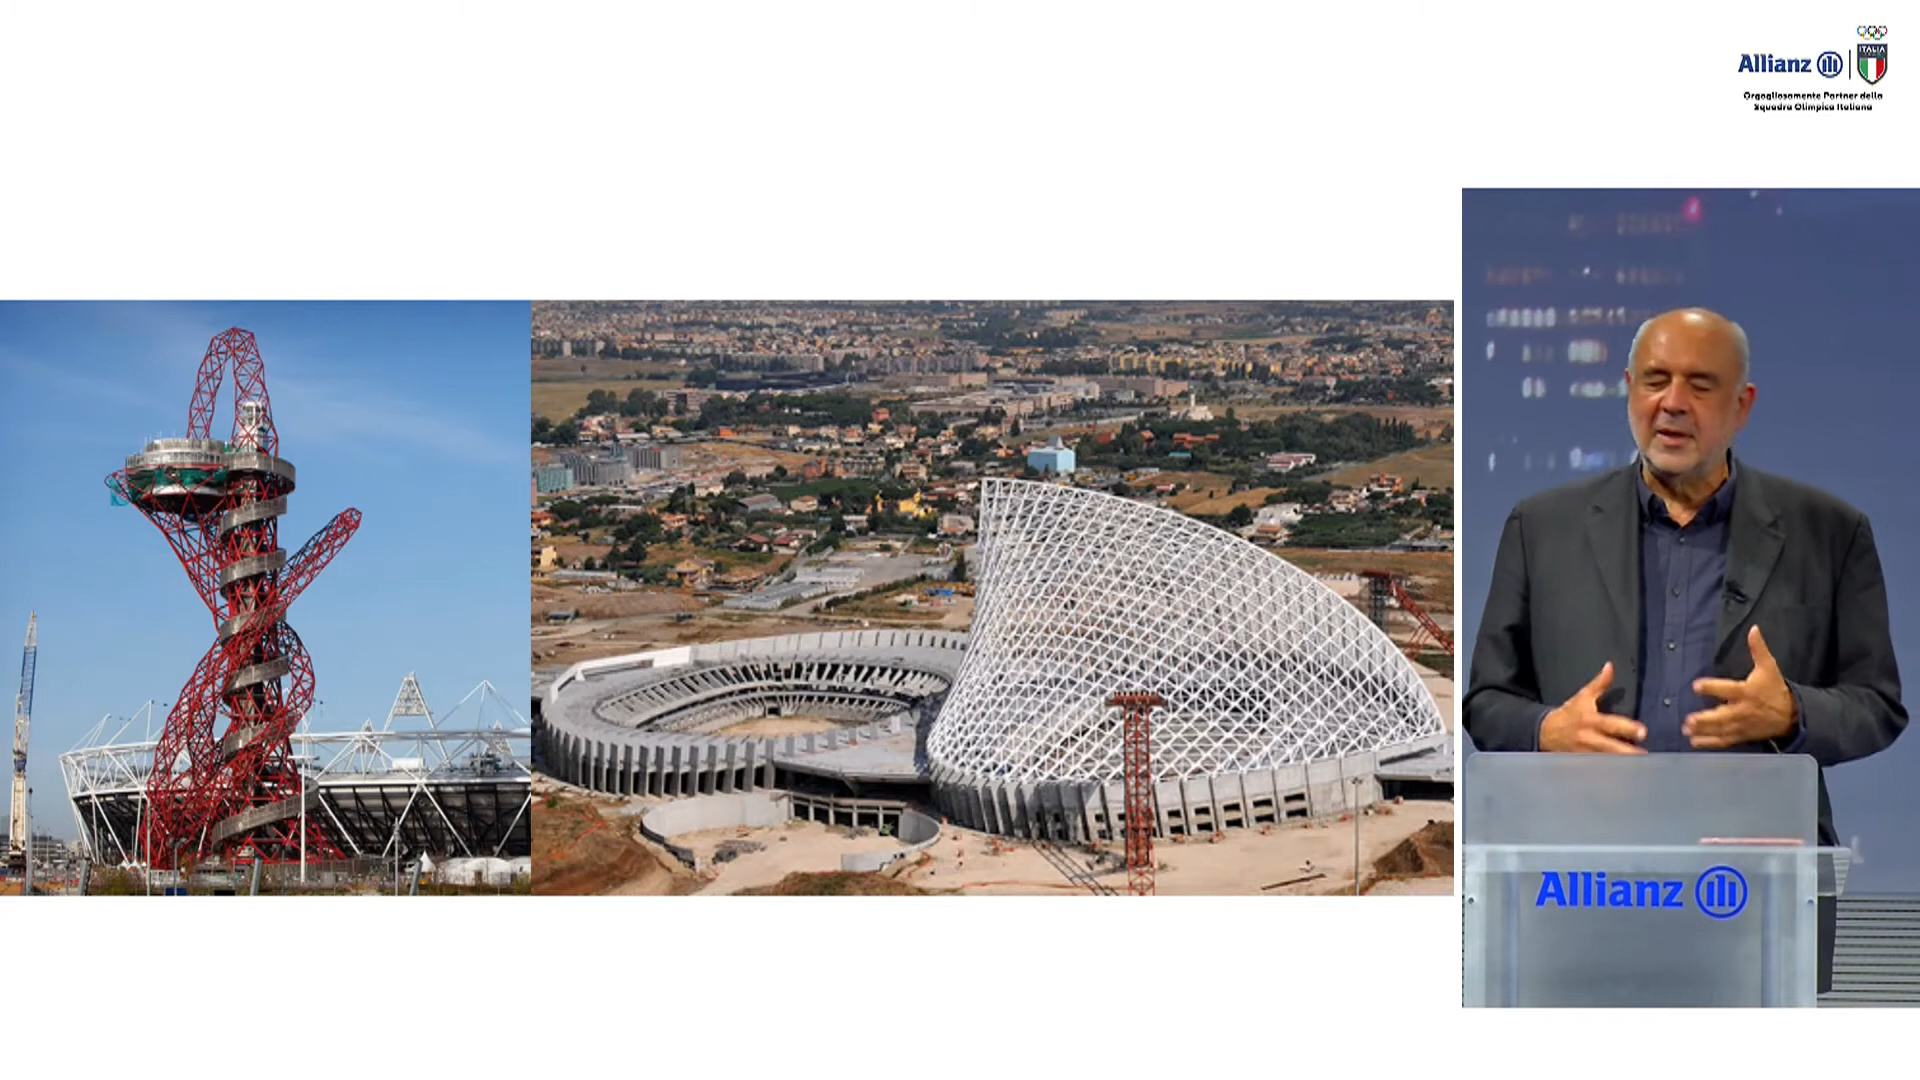 Allianz
ITALIA
Orgogliosamente Partner della
Squadra Olimpica Italiana
Allianz